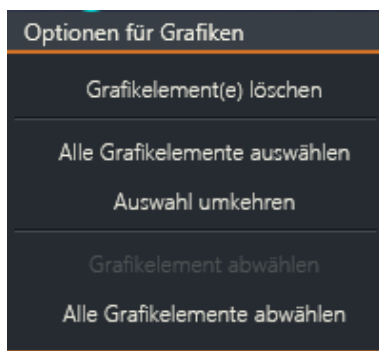 Optionen für Grafiken
Grafikelement(e) löschen
Alle Grafikelemente auswählen
Auswahl umkehren
Grafikelement abwählen
Alle Grafikelemente abwählen